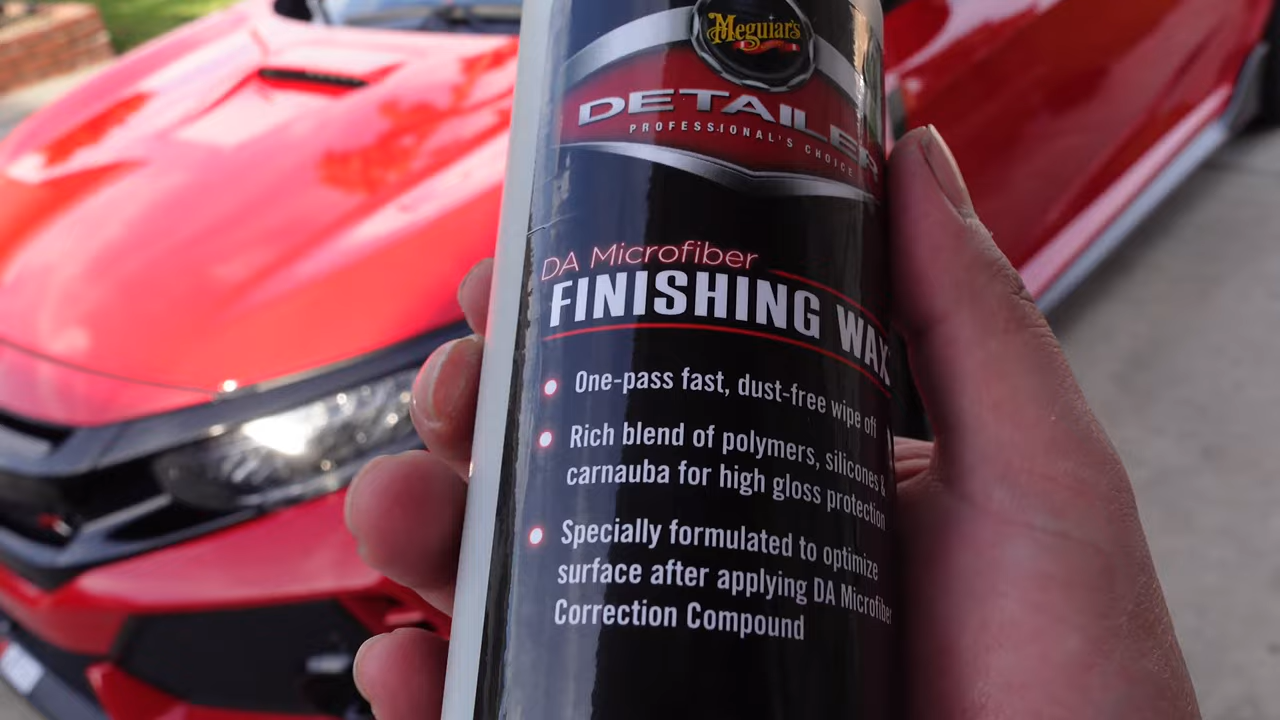 Meguiar's
DETAILER
PROFESSIONAL'S CHOICE
DA Microfiber
FINISHING WAX
One-pass fast, dust-free wipe off
Rich blend of polymers, silicones &
carnauba for high gloss protection
Specially formulated to optimize
surface after applying DA Microfiber
Correction Compound